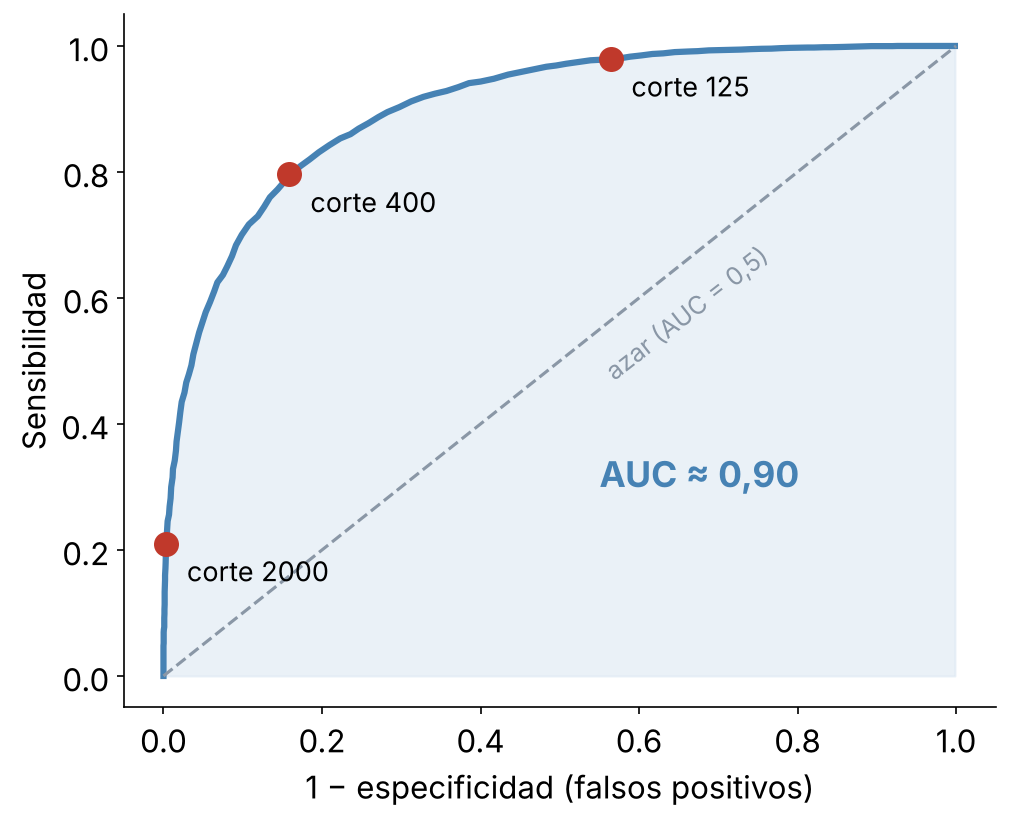 1.0
0.8
0.6
0.4
0.2
0.0
Sensibilidad
corte 125
corte 400
azar (AUC = 0,5)
AUC ≈ 0,90
corte 2000
0.0 0.2 0.4 0.6 0.8 1.0
1 − especificidad (falsos positivos)